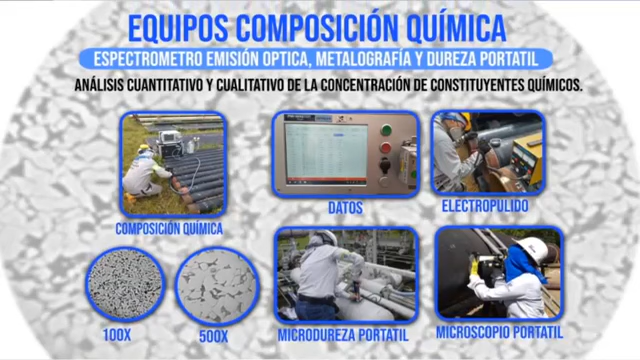 EQUIPOS COMPOSICIÓN QUÍMICA
ESPECTROMETRO EMISIÓN OPTICA, METALOGRAFÍA Y DUREZA PORTATIL
ANÁLISIS CUANTITATIVO Y CUALITATIVO DE LA CONCENTRACIÓN DE CONSTITUYENTES QUÍMICOS.
COMPOSICIÓN QUÍMICA
DATOS
ELECTROPULIDO
100X
500X
MICRODUREZA PORTATIL
MICROSCOPIO PORTATIL